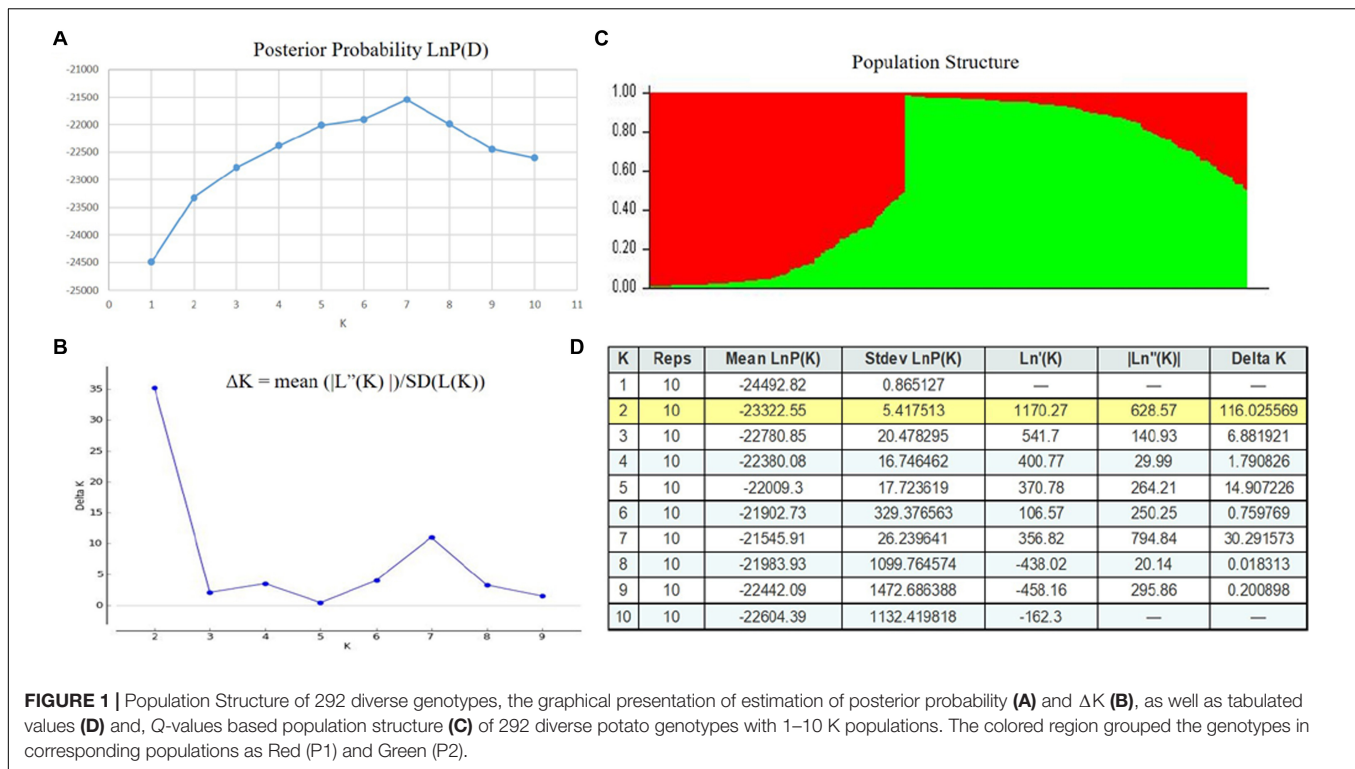 A
Posterior Probability LnP(D)
-21000
-21500
-22000
-22500
-23000
-23500
-24000
-24500
-25000
0 1 2 3 4 5 6 7 8 9 10 11
K
B
ΔK = mean (|L”(K) |)/SD(L(K))
35
30
25
20
15
10
5
0
Delta K
2 3 4 5 6 7 8 9
K
C
Population Structure
1.00
0.80
0.60
0.40
0.20
0.00
D
K Reps Mean LnP(K) Stdev LnP(K) Ln'(K) |Ln"(K)| Delta K
1 10 -24492.82 0.865127 — — —
2 10 -23322.55 5.417513 1170.27 628.57 116.025569
3 10 -22780.85 20.478295 541.7 140.93 6.881921
4 10 -22380.08 16.746462 400.77 29.99 1.790826
5 10 -22009.3 17.723619 370.78 264.21 14.907226
6 10 -21902.73 329.376563 106.57 250.25 0.759769
7 10 -21545.91 26.239641 356.82 794.84 30.291573
8 10 -21983.93 1099.764574 -438.02 20.14 0.018313
9 10 -22442.09 1472.686388 -458.16 295.86 0.200898
10 10 -22604.39 1132.419818 -162.3 — —
FIGURE 1 | Population Structure of 292 diverse genotypes, the graphical presentation of estimation of posterior probability (A) and ΔK (B), as well as tabulated
values (D) and, Q-values based population structure (C) of 292 diverse potato genotypes with 1–10 K populations. The colored region grouped the genotypes in
corresponding populations as Red (P1) and Green (P2).